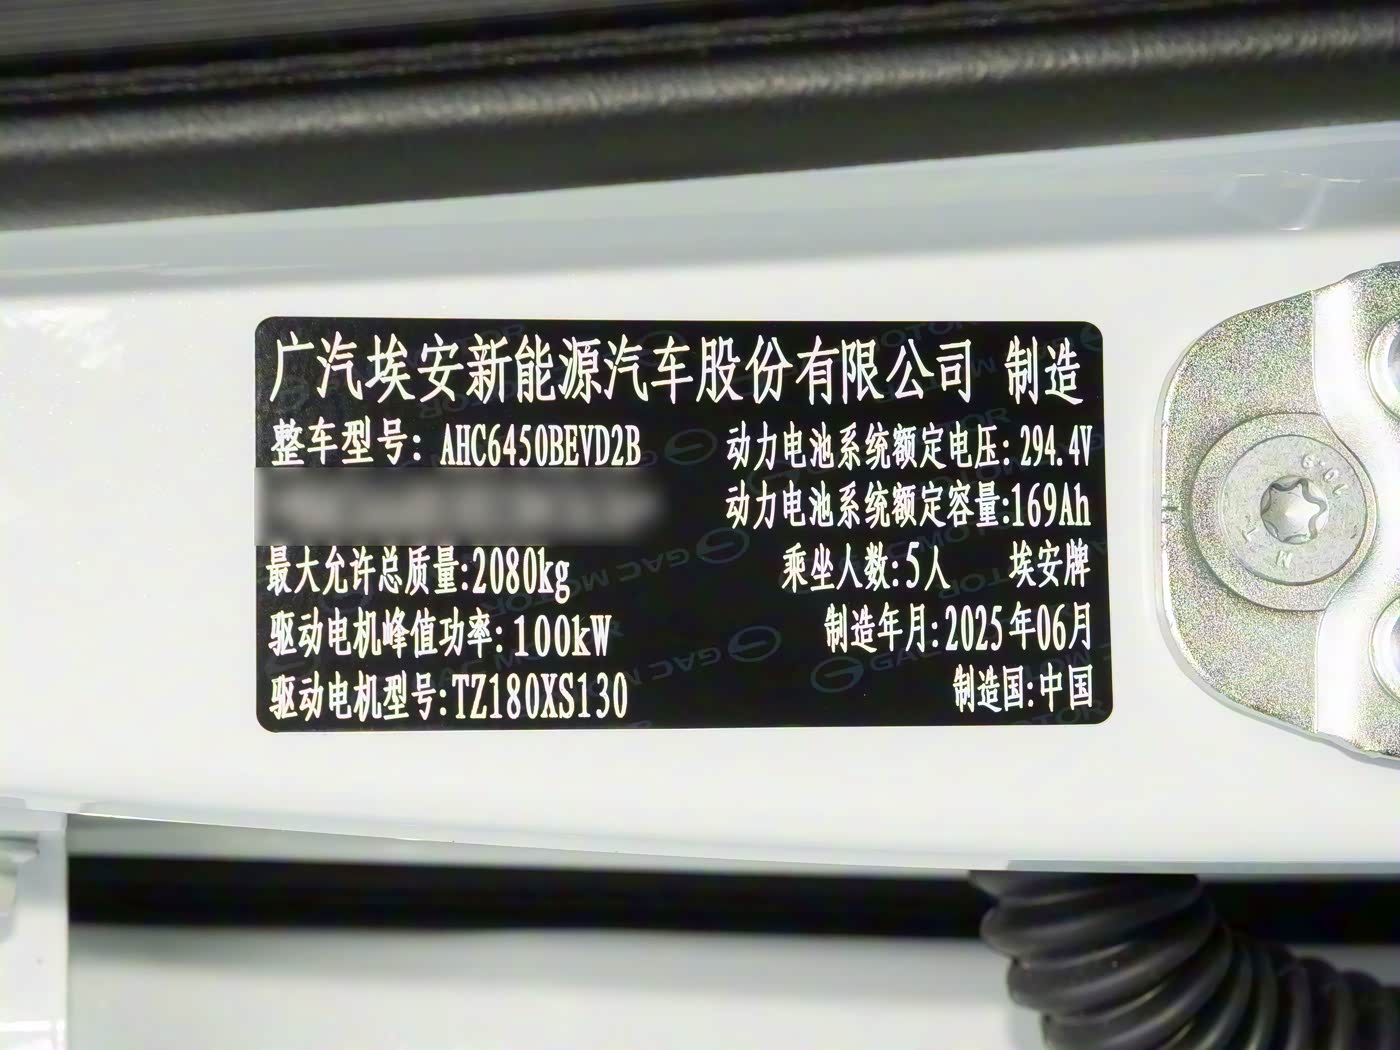 广汽埃安新能源汽车股份有限公司 制造
整车型号: AHC6450BEVD2B
动力电池系统额定电压: 294.4V
动力电池系统额定容量:169Ah
最大允许总质量:2080kg
乘坐人数:5人 埃安牌
驱动电机峰值功率: 100kW
制造年月:2025年06月
驱动电机型号:TZ180XS130
制造国:中国
GAC MOTOR
10.9